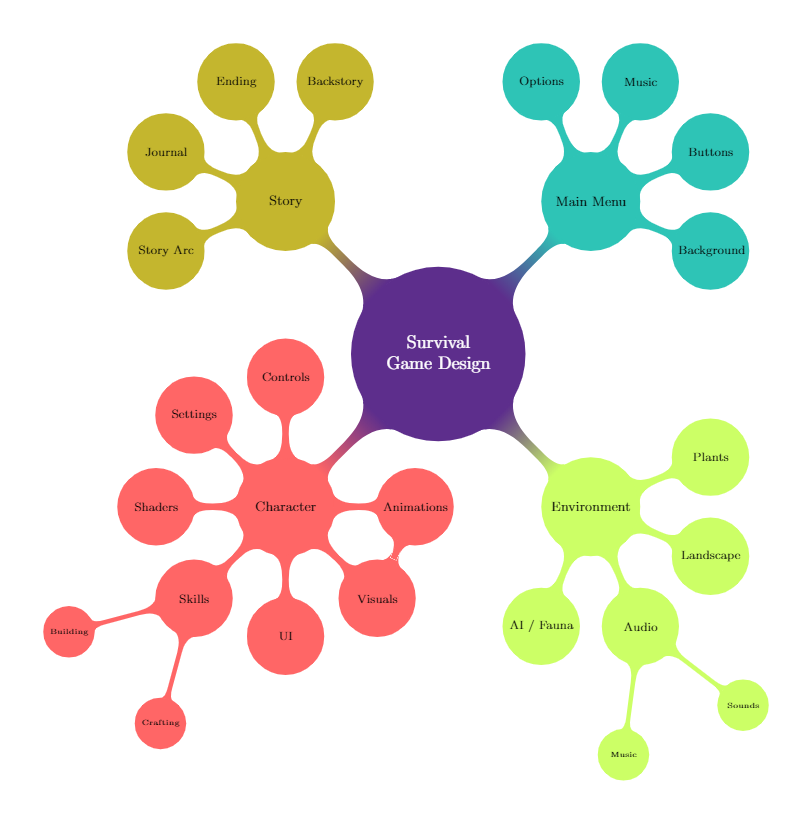 Ending
Backstory
Options
Music
Journal
Buttons
Story
Main Menu
Story Arc
Background
Survival
Game Design
Controls
Settings
Plants
Shaders
Character
Animations
Environment
Landscape
Skills
Visuals
Building
UI
AI / Fauna
Audio
Crafting
Sounds
Music